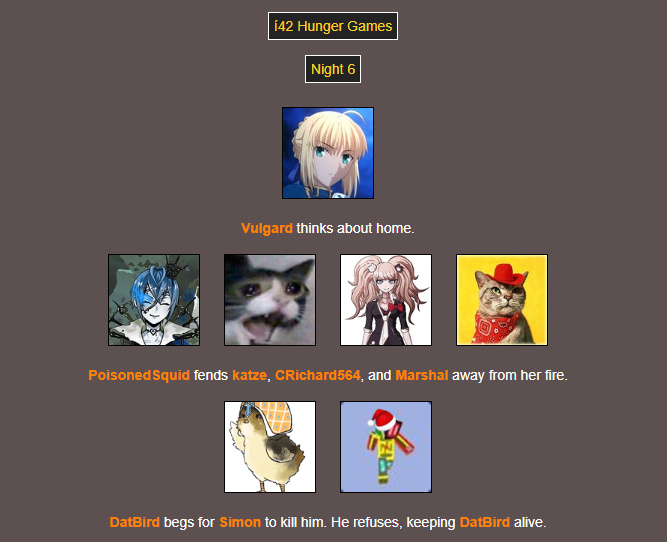 í42 Hunger Games
Night 6
Vulgard thinks about home.
PoisonedSquid fends katze, CRichard564, and Marshal away from her fire.
DatBird begs for Simon to kill him. He refuses, keeping DatBird alive.